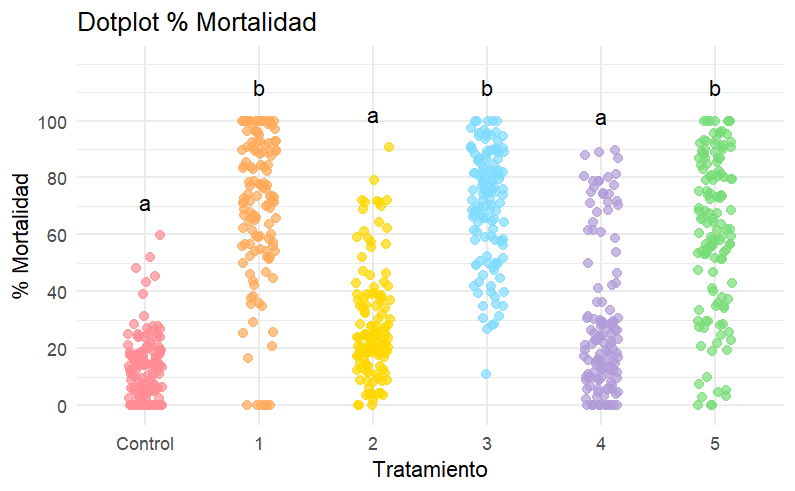 Dotplot % Mortalidad
% Mortalidad
100
80
60
40
20
0
a
b
a
b
a
b
Control 1 2 3 4 5
Tratamiento